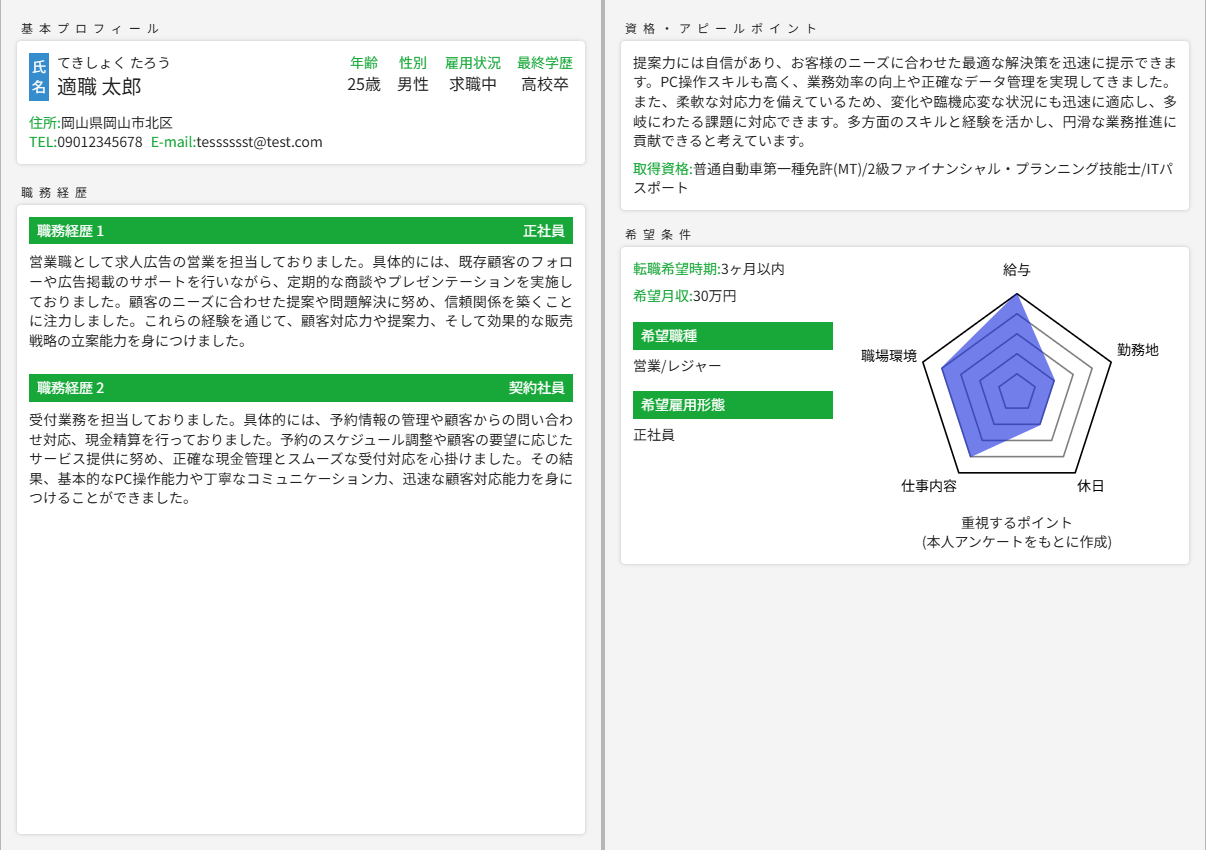 基本プロフィール
氏名
てきしょく たろう
適職 太郎
年齢 性別 雇用状況 最終学歴
25歳 男性 求職中 高校卒
住所:岡山県岡山市北区
TEL:09012345678 E-mail:tesssssst@test.com
職務経歴
職務経歴 1 正社員
営業職として求人広告の営業を担当しておりました。具体的には、既存顧客のフォロ
ーや広告掲載のサポートを行いながら、定期的な商談やプレゼンテーションを実施し
ておりました。顧客のニーズに合わせた提案や問題解決に努め、信頼関係を築くこと
に注力しました。これらの経験を通じて、顧客対応力や提案力、そして効果的な販売
戦略の立案能力を身につけました。
職務経歴 2 契約社員
受付業務を担当しておりました。具体的には、予約情報の管理や顧客からの問い合わ
せ対応、現金精算を行っておりました。予約のスケジュール調整や顧客の要望に応じた
サービス提供に努め、正確な現金管理とスムーズな受付対応を心掛けました。その結
果、基本的なPC操作能力や丁寧なコミュニケーション力、迅速な顧客対応能力を身に
つけることができました。
資格・アピールポイント
提案力には自信があり、お客様のニーズに合わせた最適な解決策を迅速に提示できま
す。PC操作スキルも高く、業務効率の向上や正確なデータ管理を実現してきました。
また、柔軟な対応力を備えているため、変化や臨機応変な状況にも迅速に適応し、多
岐にわたる課題に対応できます。多方面のスキルと経験を活かし、円滑な業務推進に
貢献できると考えています。
取得資格:普通自動車第一種免許(MT)/2級ファイナンシャル・プランニング技能士/ITパ
スポート
希望条件
転職希望時期:3ヶ月以内
希望月収:30万円
希望職種
営業/レジャー
希望雇用形態
正社員
給与
勤務地
職場環境
仕事内容
休日
重視するポイント
(本人アンケートをもとに作成)